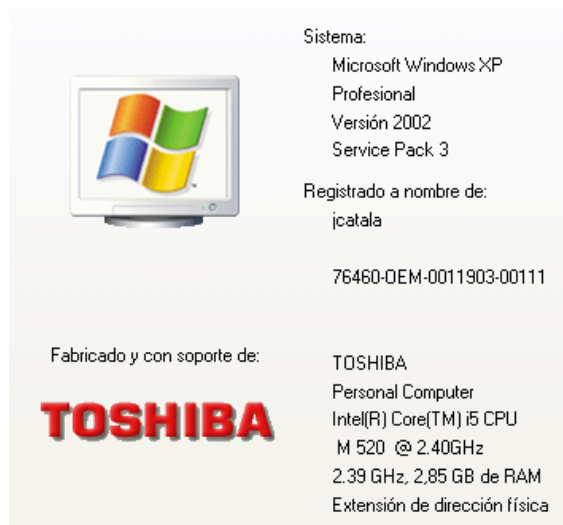 Sistema:
Microsoft Windows XP
Profesional
Versión 2002
Service Pack 3
Registrado a nombre de:
jcatala
76460-OEM-0011903-00111
Fabricado y con soporte de:
TOSHIBA
TOSHIBA
Personal Computer
Intel(R) Core(TM) i5 CPU
M 520  @ 2.40GHz
2.39 GHz, 2,85 GB de RAM
Extensión de dirección física